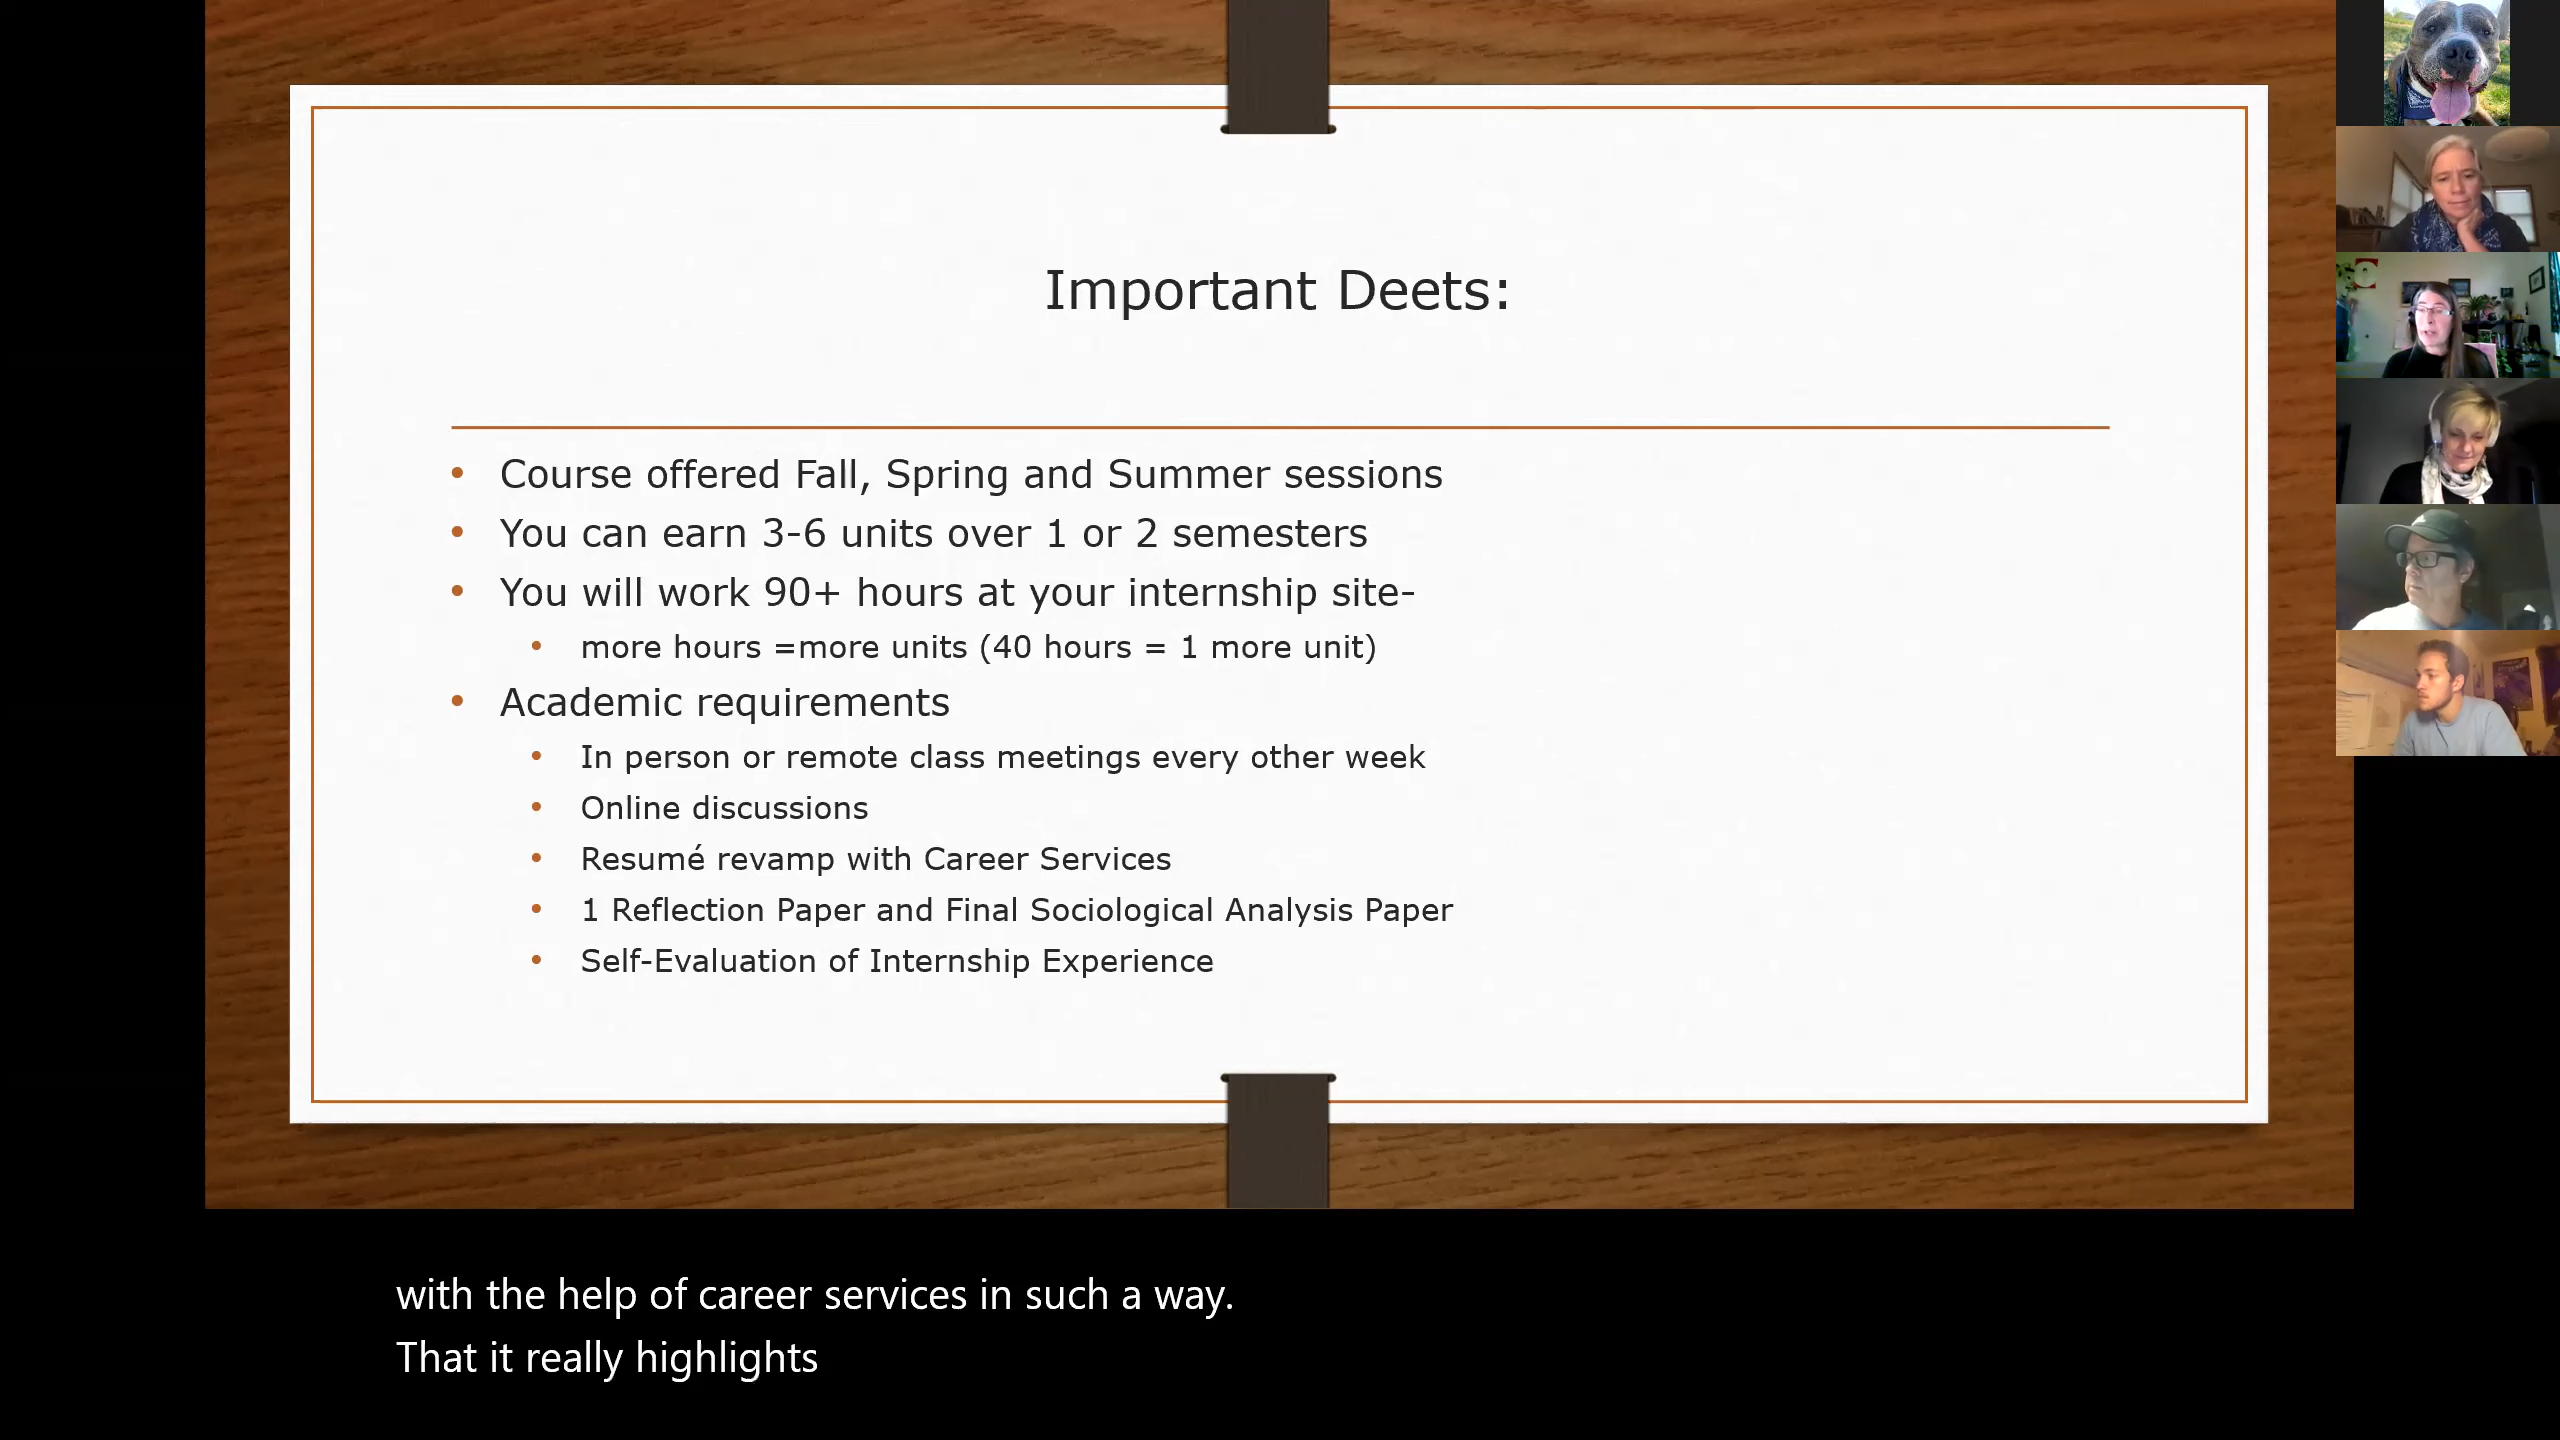 Important Deets:
• Course offered Fall, Spring and Summer sessions
• You can earn 3-6 units over 1 or 2 semesters
• You will work 90+ hours at your internship site-
• more hours =more units (40 hours = 1 more unit)
• Academic requirements
• In person or remote class meetings every other week
• Online discussions
• Resumé revamp with Career Services
• 1 Reflection Paper and Final Sociological Analysis Paper
• Self-Evaluation of Internship Experience
with the help of career services in such a way.
That it really highlights